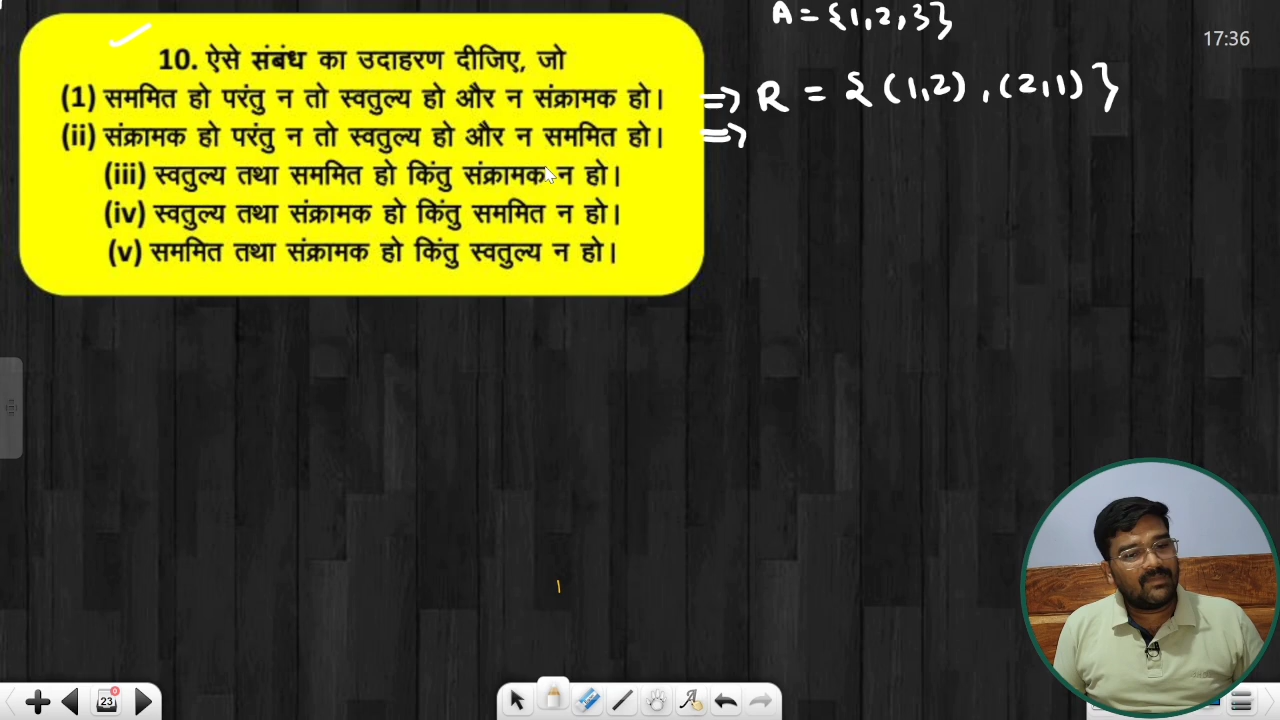 A = {1,2,3}
17:36
10. ऐसे संबंध का उदाहरण दीजिए, जो
(1) सममित हो परंतु न तो स्वतुल्य हो और न संक्रामक हो।
⇒ R = {(1,2) , (2,1) }
(ii) संक्रामक हो परंतु न तो स्वतुल्य हो और न सममित हो।
⇒
(iii) स्वतुल्य तथा सममित हो किंतु संक्रामक न हो।
(iv) स्वतुल्य तथा संक्रामक हो किंतु सममित न हो।
(v) सममित तथा संक्रामक हो किंतु स्वतुल्य न हो।
23